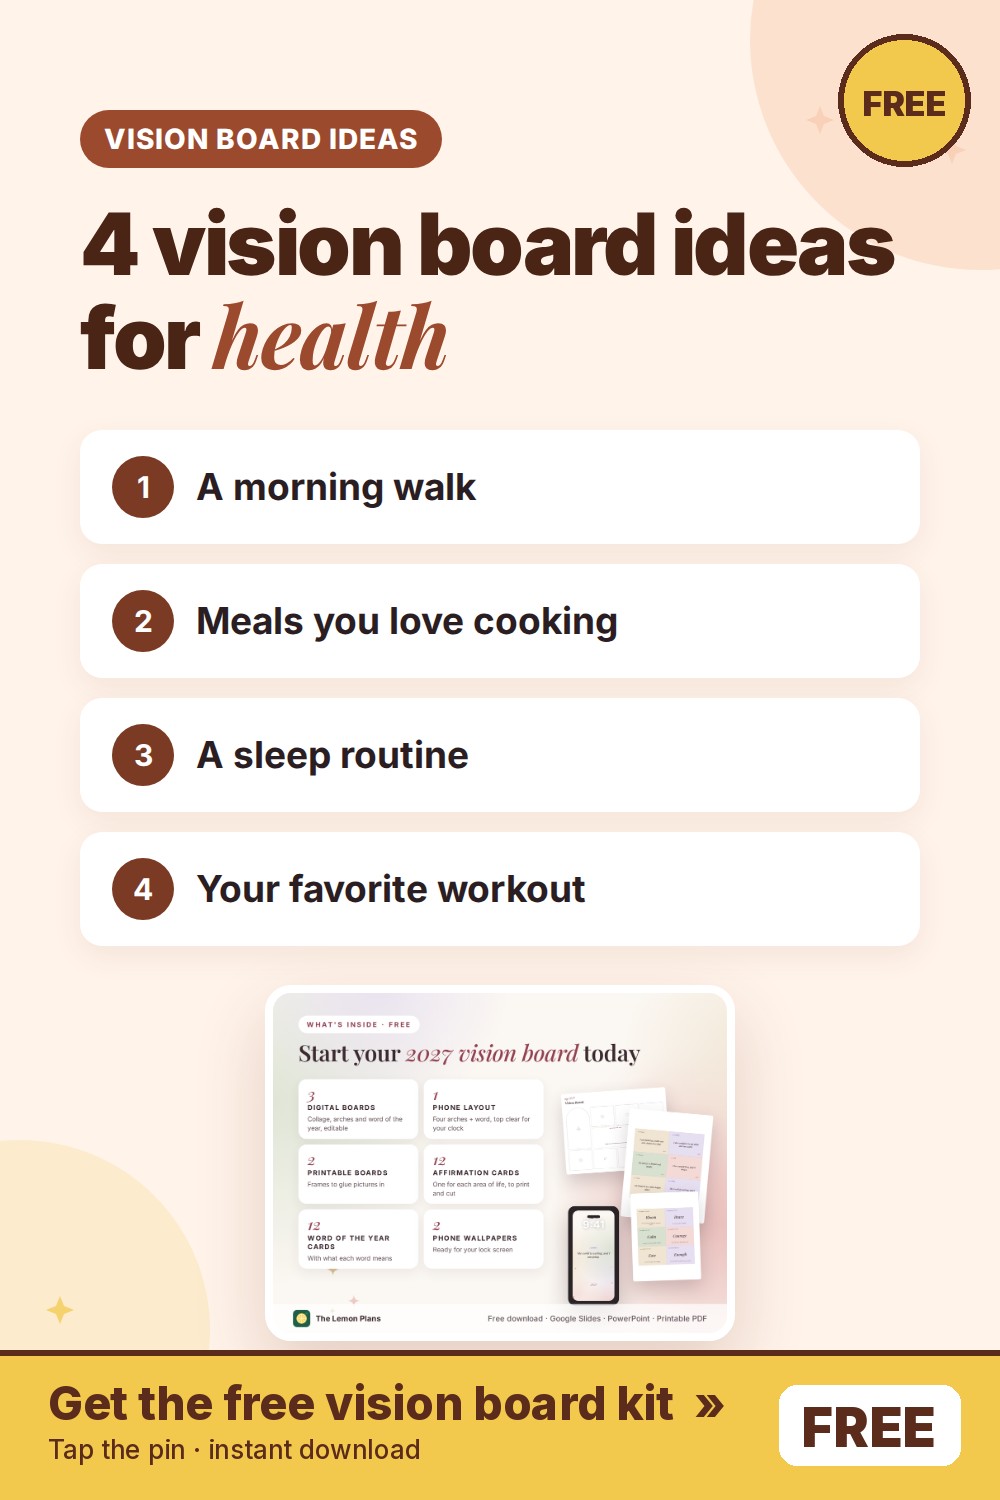 FREE
VISION BOARD IDEAS
4 vision board ideas
for health
1 A morning walk
2 Meals you love cooking
3 A sleep routine
4 Your favorite workout
WHAT'S INSIDE · FREE
Start your 2027 vision board today
3
DIGITAL BOARDS
Collage, arches and word of the
year, editable
1
PHONE LAYOUT
Four arches + word, top clear for
your clock
2
PRINTABLE BOARDS
Frames to glue pictures in
12
AFFIRMATION CARDS
One for each area of life, to print
and cut
12
WORD OF THE YEAR
CARDS
With what each word means
2
PHONE WALLPAPERS
Ready for your lock screen
9:41
The Lemon Plans
Free download · Google Slides · PowerPoint · Printable PDF
Get the free vision board kit »
Tap the pin · instant download
FREE